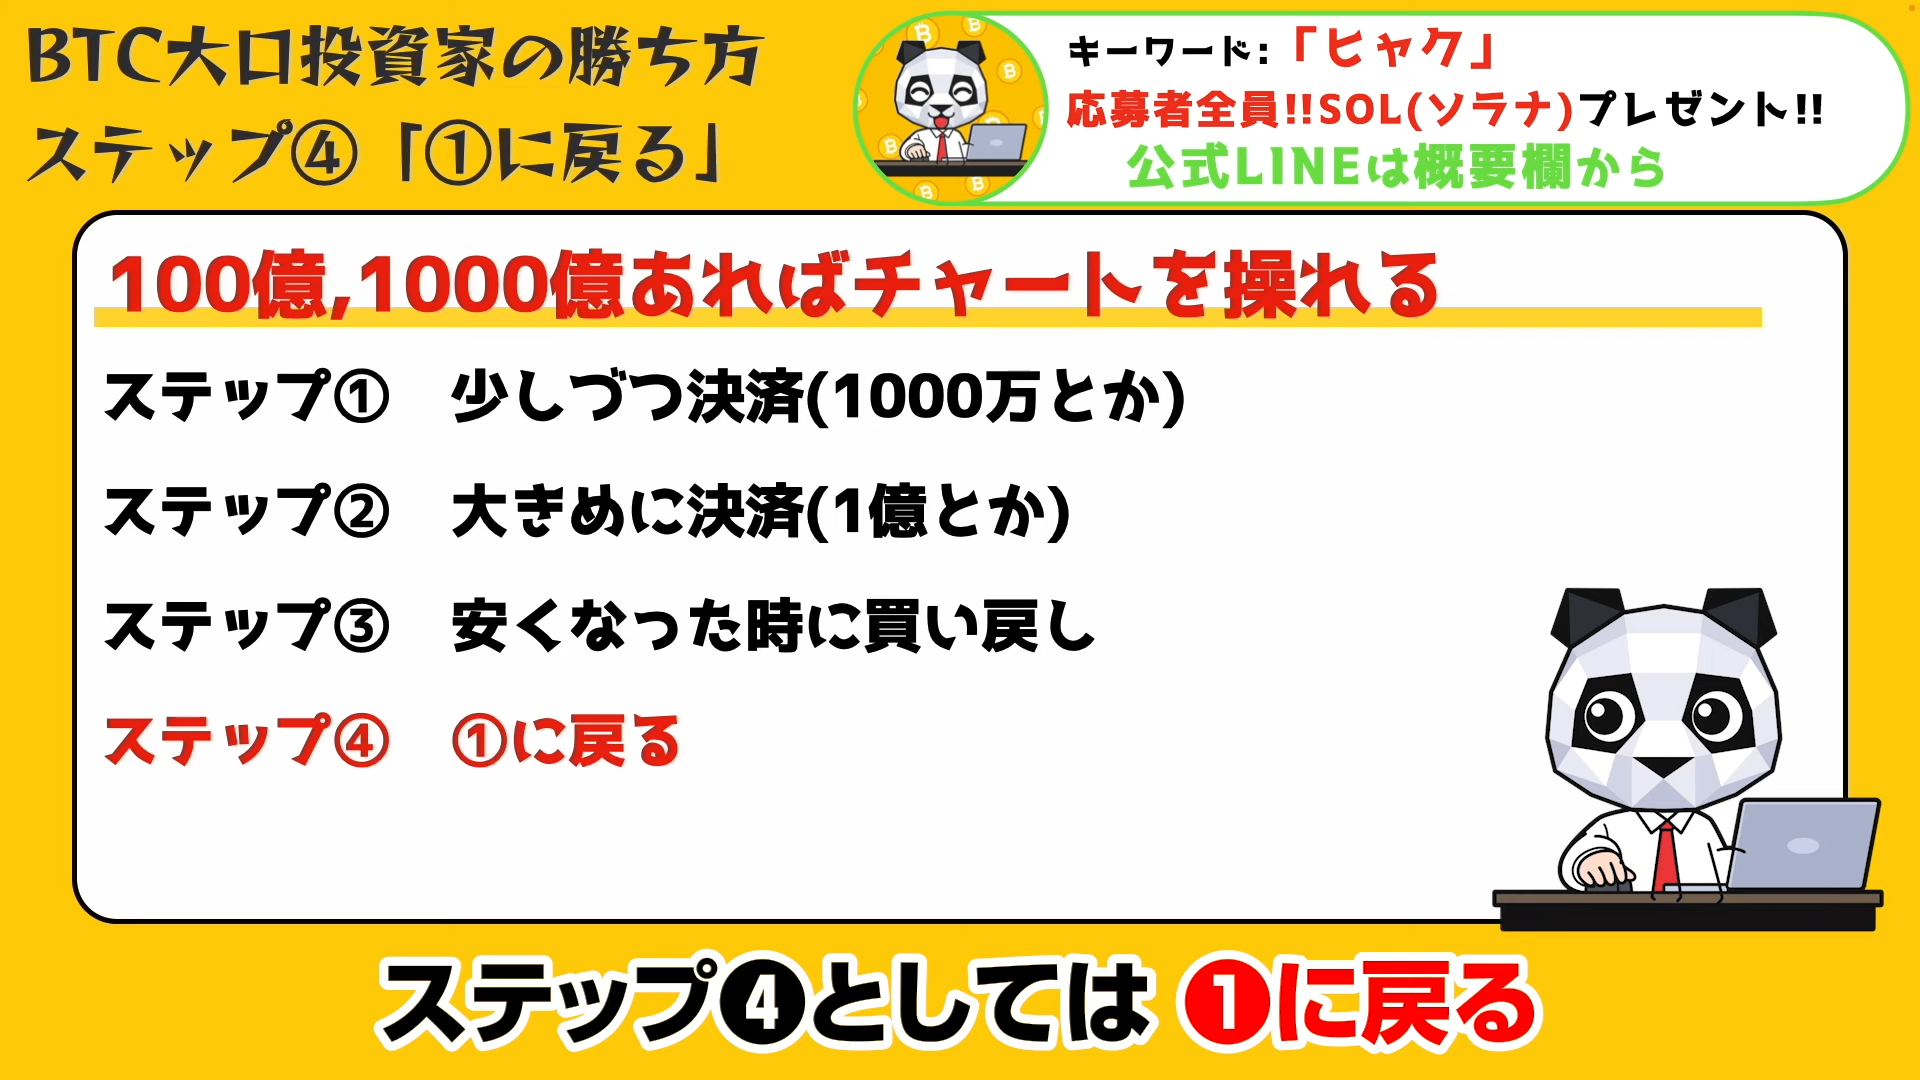 BTC大口投資家の勝ち方
ステップ④「①に戻る」
キーワード:「ヒャク」
応募者全員!!SOL(ソラナ)プレゼント!!
公式LINEは概要欄から
100億,1000億あればチャートを操れる
ステップ① 少しづつ決済(1000万とか)
ステップ② 大きめに決済(1億とか)
ステップ③ 安くなった時に買い戻し
ステップ④ ①に戻る
ステップ❹としては ❶に戻る